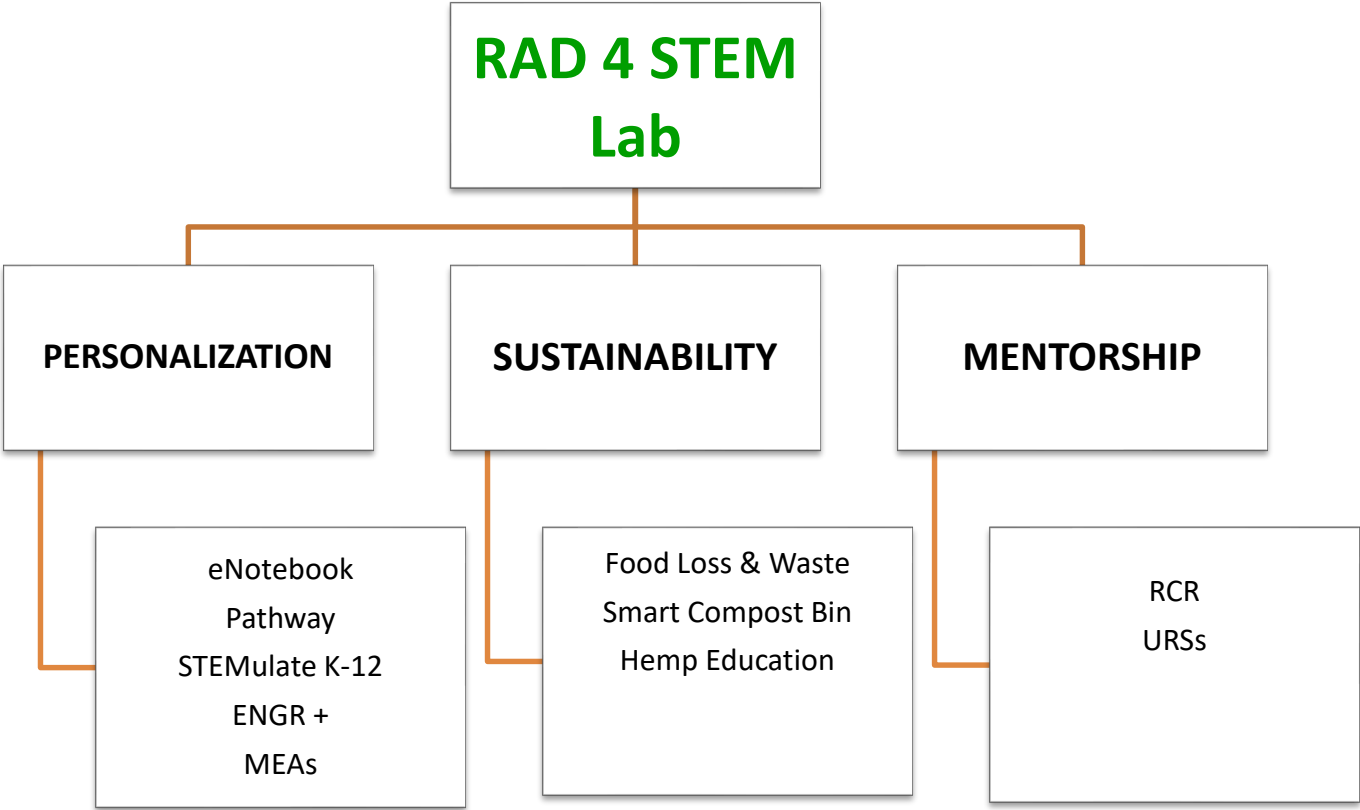 RAD 4 STEM
Lab
PERSONALIZATION
SUSTAINABILITY
MENTORSHIP
eNotebook
Pathway
STEMulate K-12
ENGR +
MEAs
Food Loss & Waste
Smart Compost Bin
Hemp Education
RCR
URSs